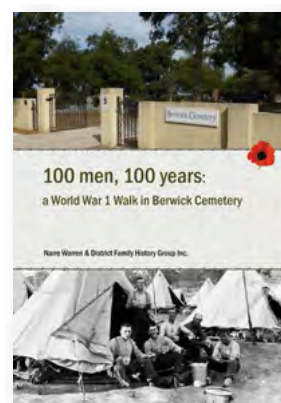 Berwick Cemetery
100 men, 100 years:
a World War 1 Walk in Berwick Cemetery
Narre Warren & District Family History Group Inc.